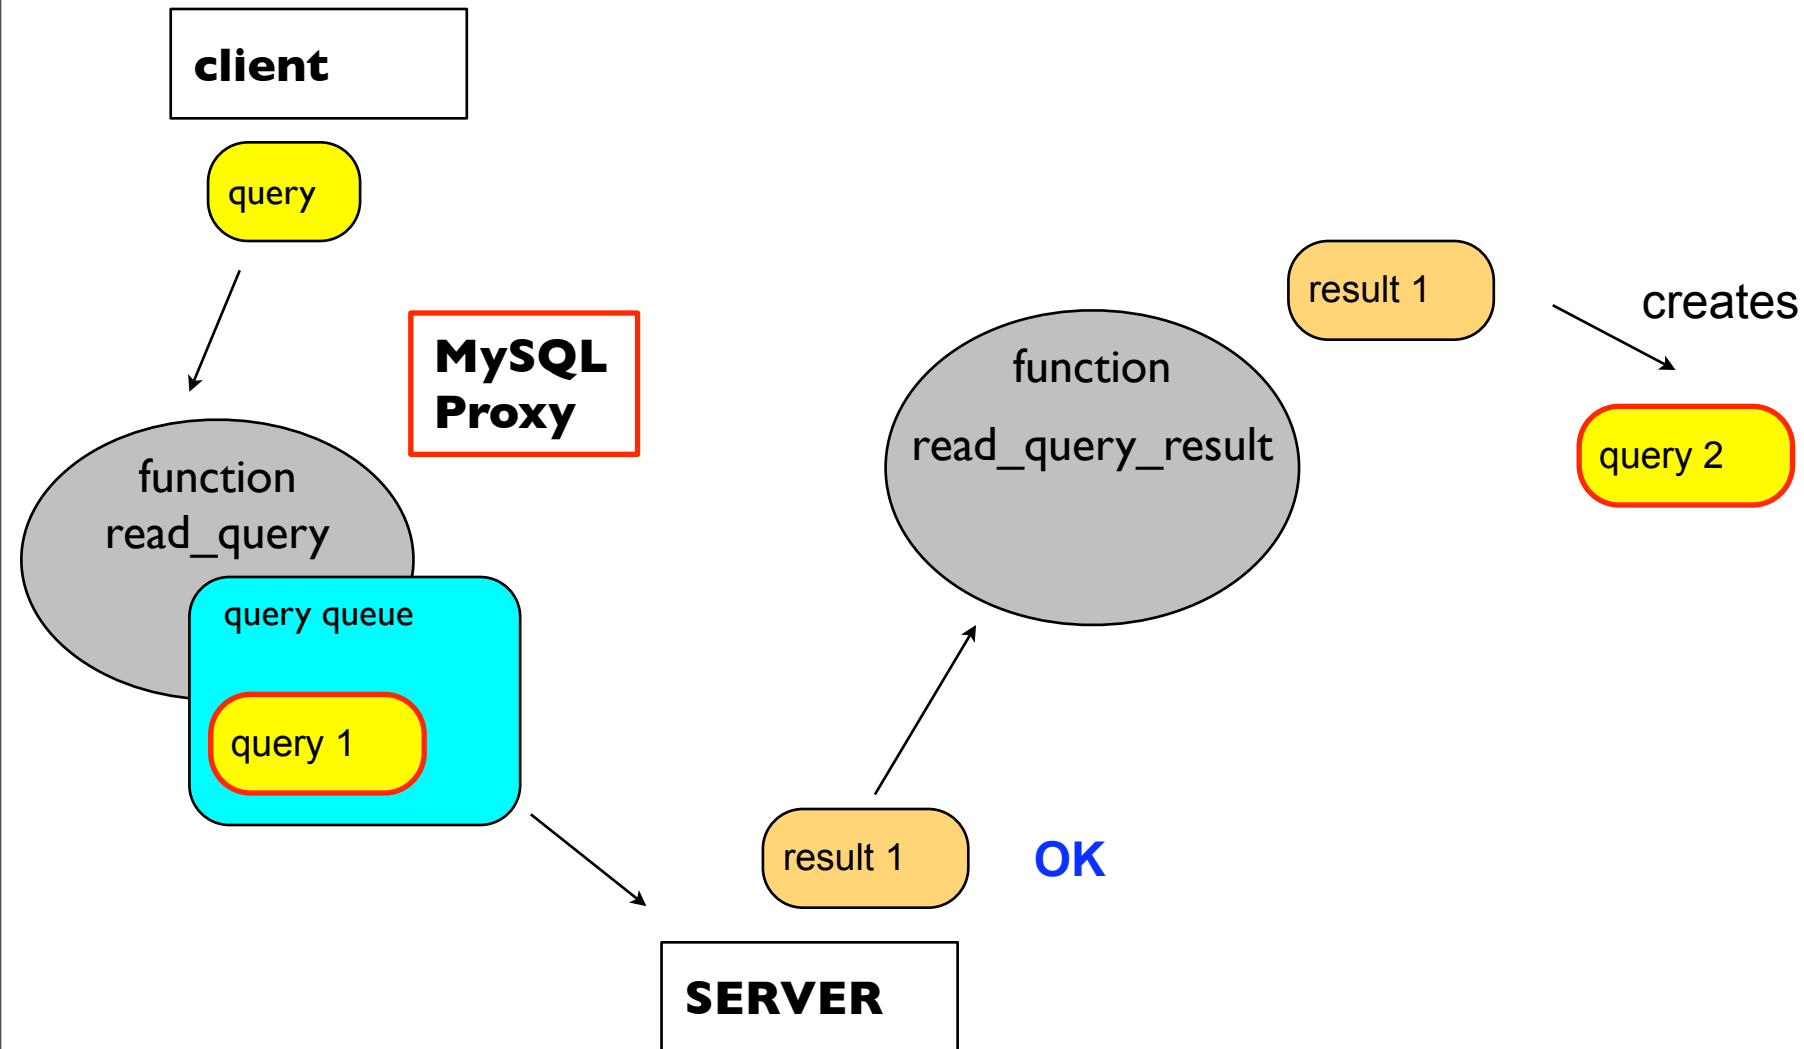 client
query
MySQL
Proxy
function
read_query
query queue
query 1
SERVER
result 1
OK
function
read_query_result
result 1
creates
query 2